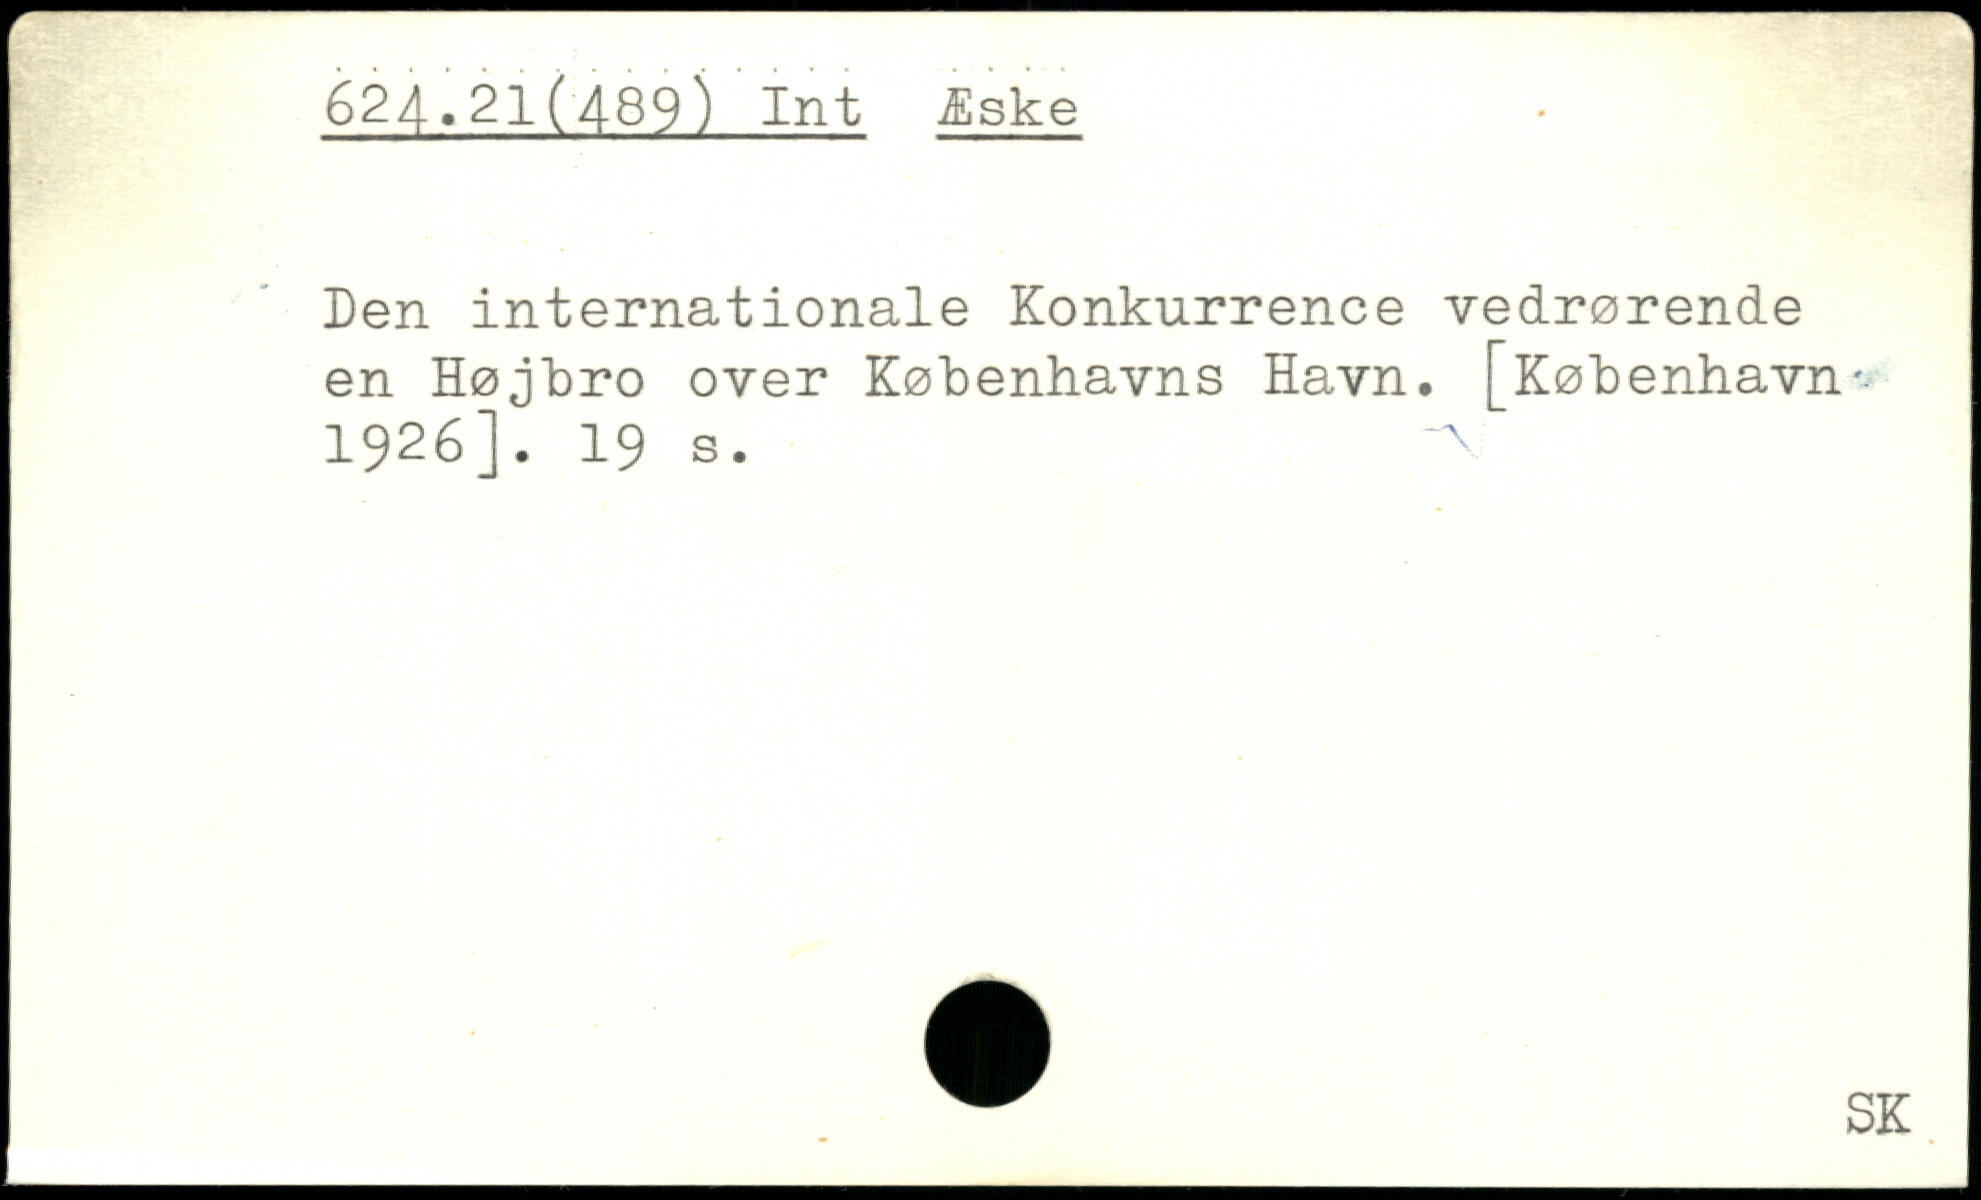 624.21(489) Int Æske
Den internationale Konkurrence vedrørende
en Højbro over Københavns Havn. [København
1926]. 19 s.
SK